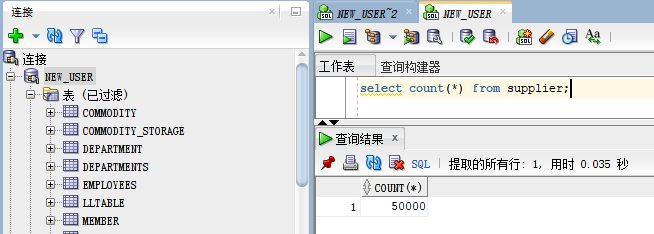 连接
连接
NEW_USER
表 (已过滤)
COMMODITY
COMMODITY_STORAGE
DEPARTMENT
DEPARTMENTS
EMPLOYEES
LLTABLE
MEMBER
NEW_USER~2
NEW_USER
SQL
工作表
查询构建器
select count(*) from supplier;
查询结果
SQL | 提取的所有行: 1, 用时 0.035 秒
COUNT(*)
1 50000